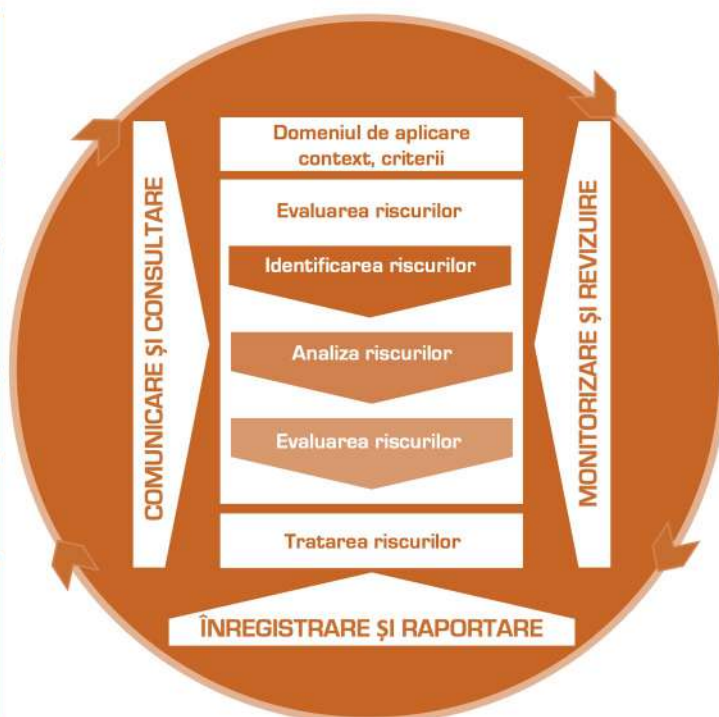 Domeniul de aplicare
context, criterii
Evaluarea riscurilor
Identificarea riscurilor
Analiza riscurilor
Evaluarea riscurilor
Tratarea riscurilor
COMUNICARE ȘI CONSULTARE
MONITORIZARE ȘI REVIZUIRE
ÎNREGISTRARE ȘI RAPORTARE